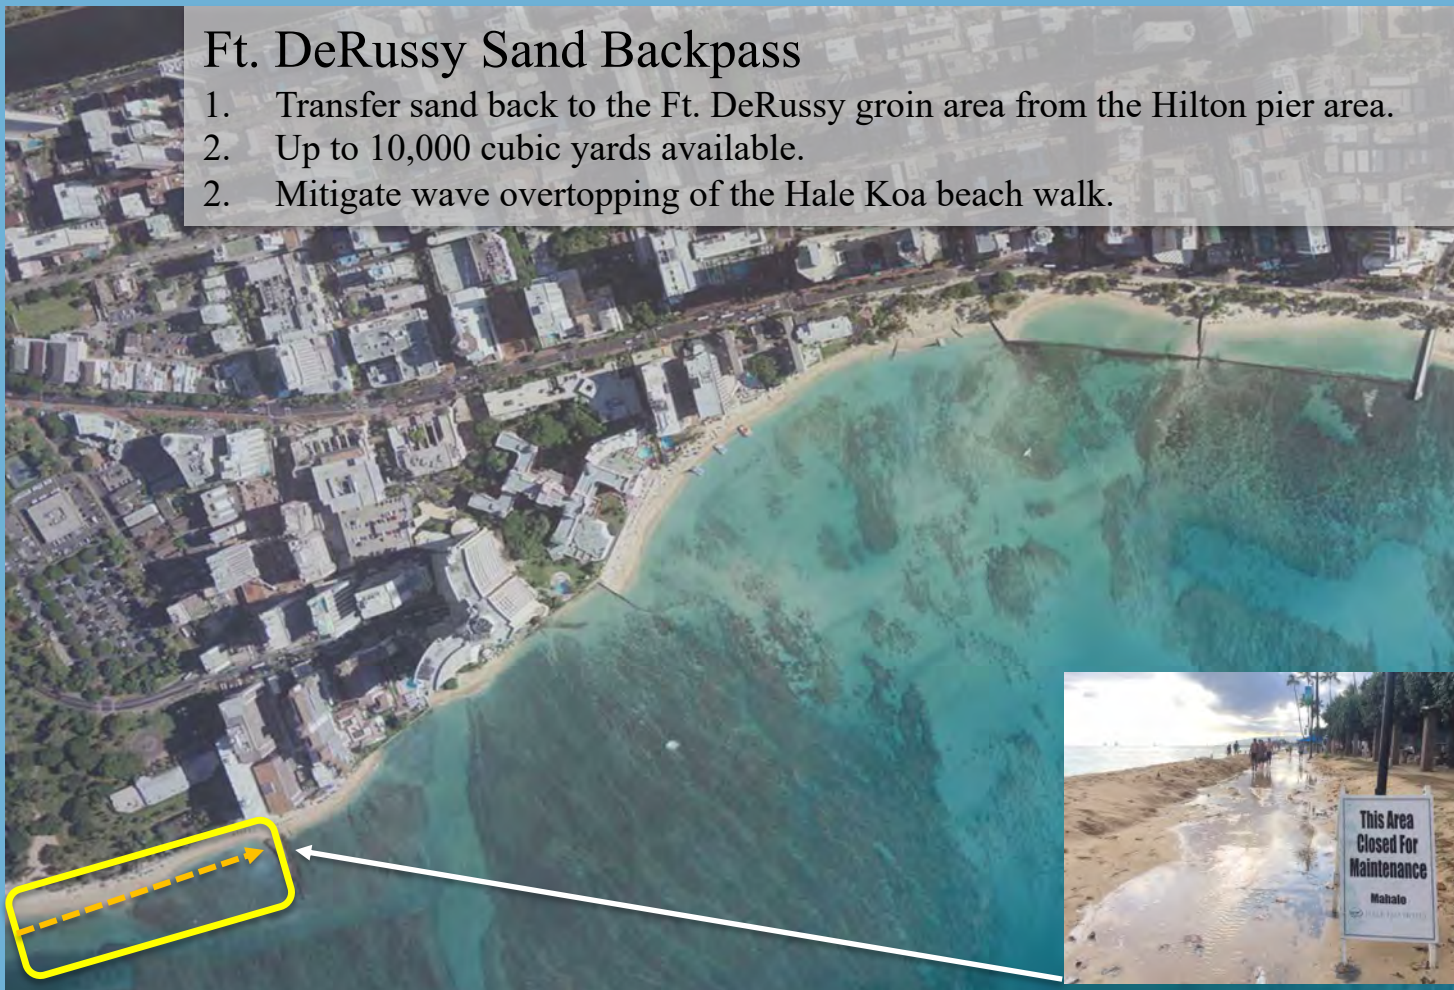 Ft. DeRussy Sand Backpass
1. Transfer sand back to the Ft. DeRussy groin area from the Hilton pier area.
2. Up to 10,000 cubic yards available.
2. Mitigate wave overtopping of the Hale Koa beach walk.
This Area
Closed For
Maintenance
Mahalo